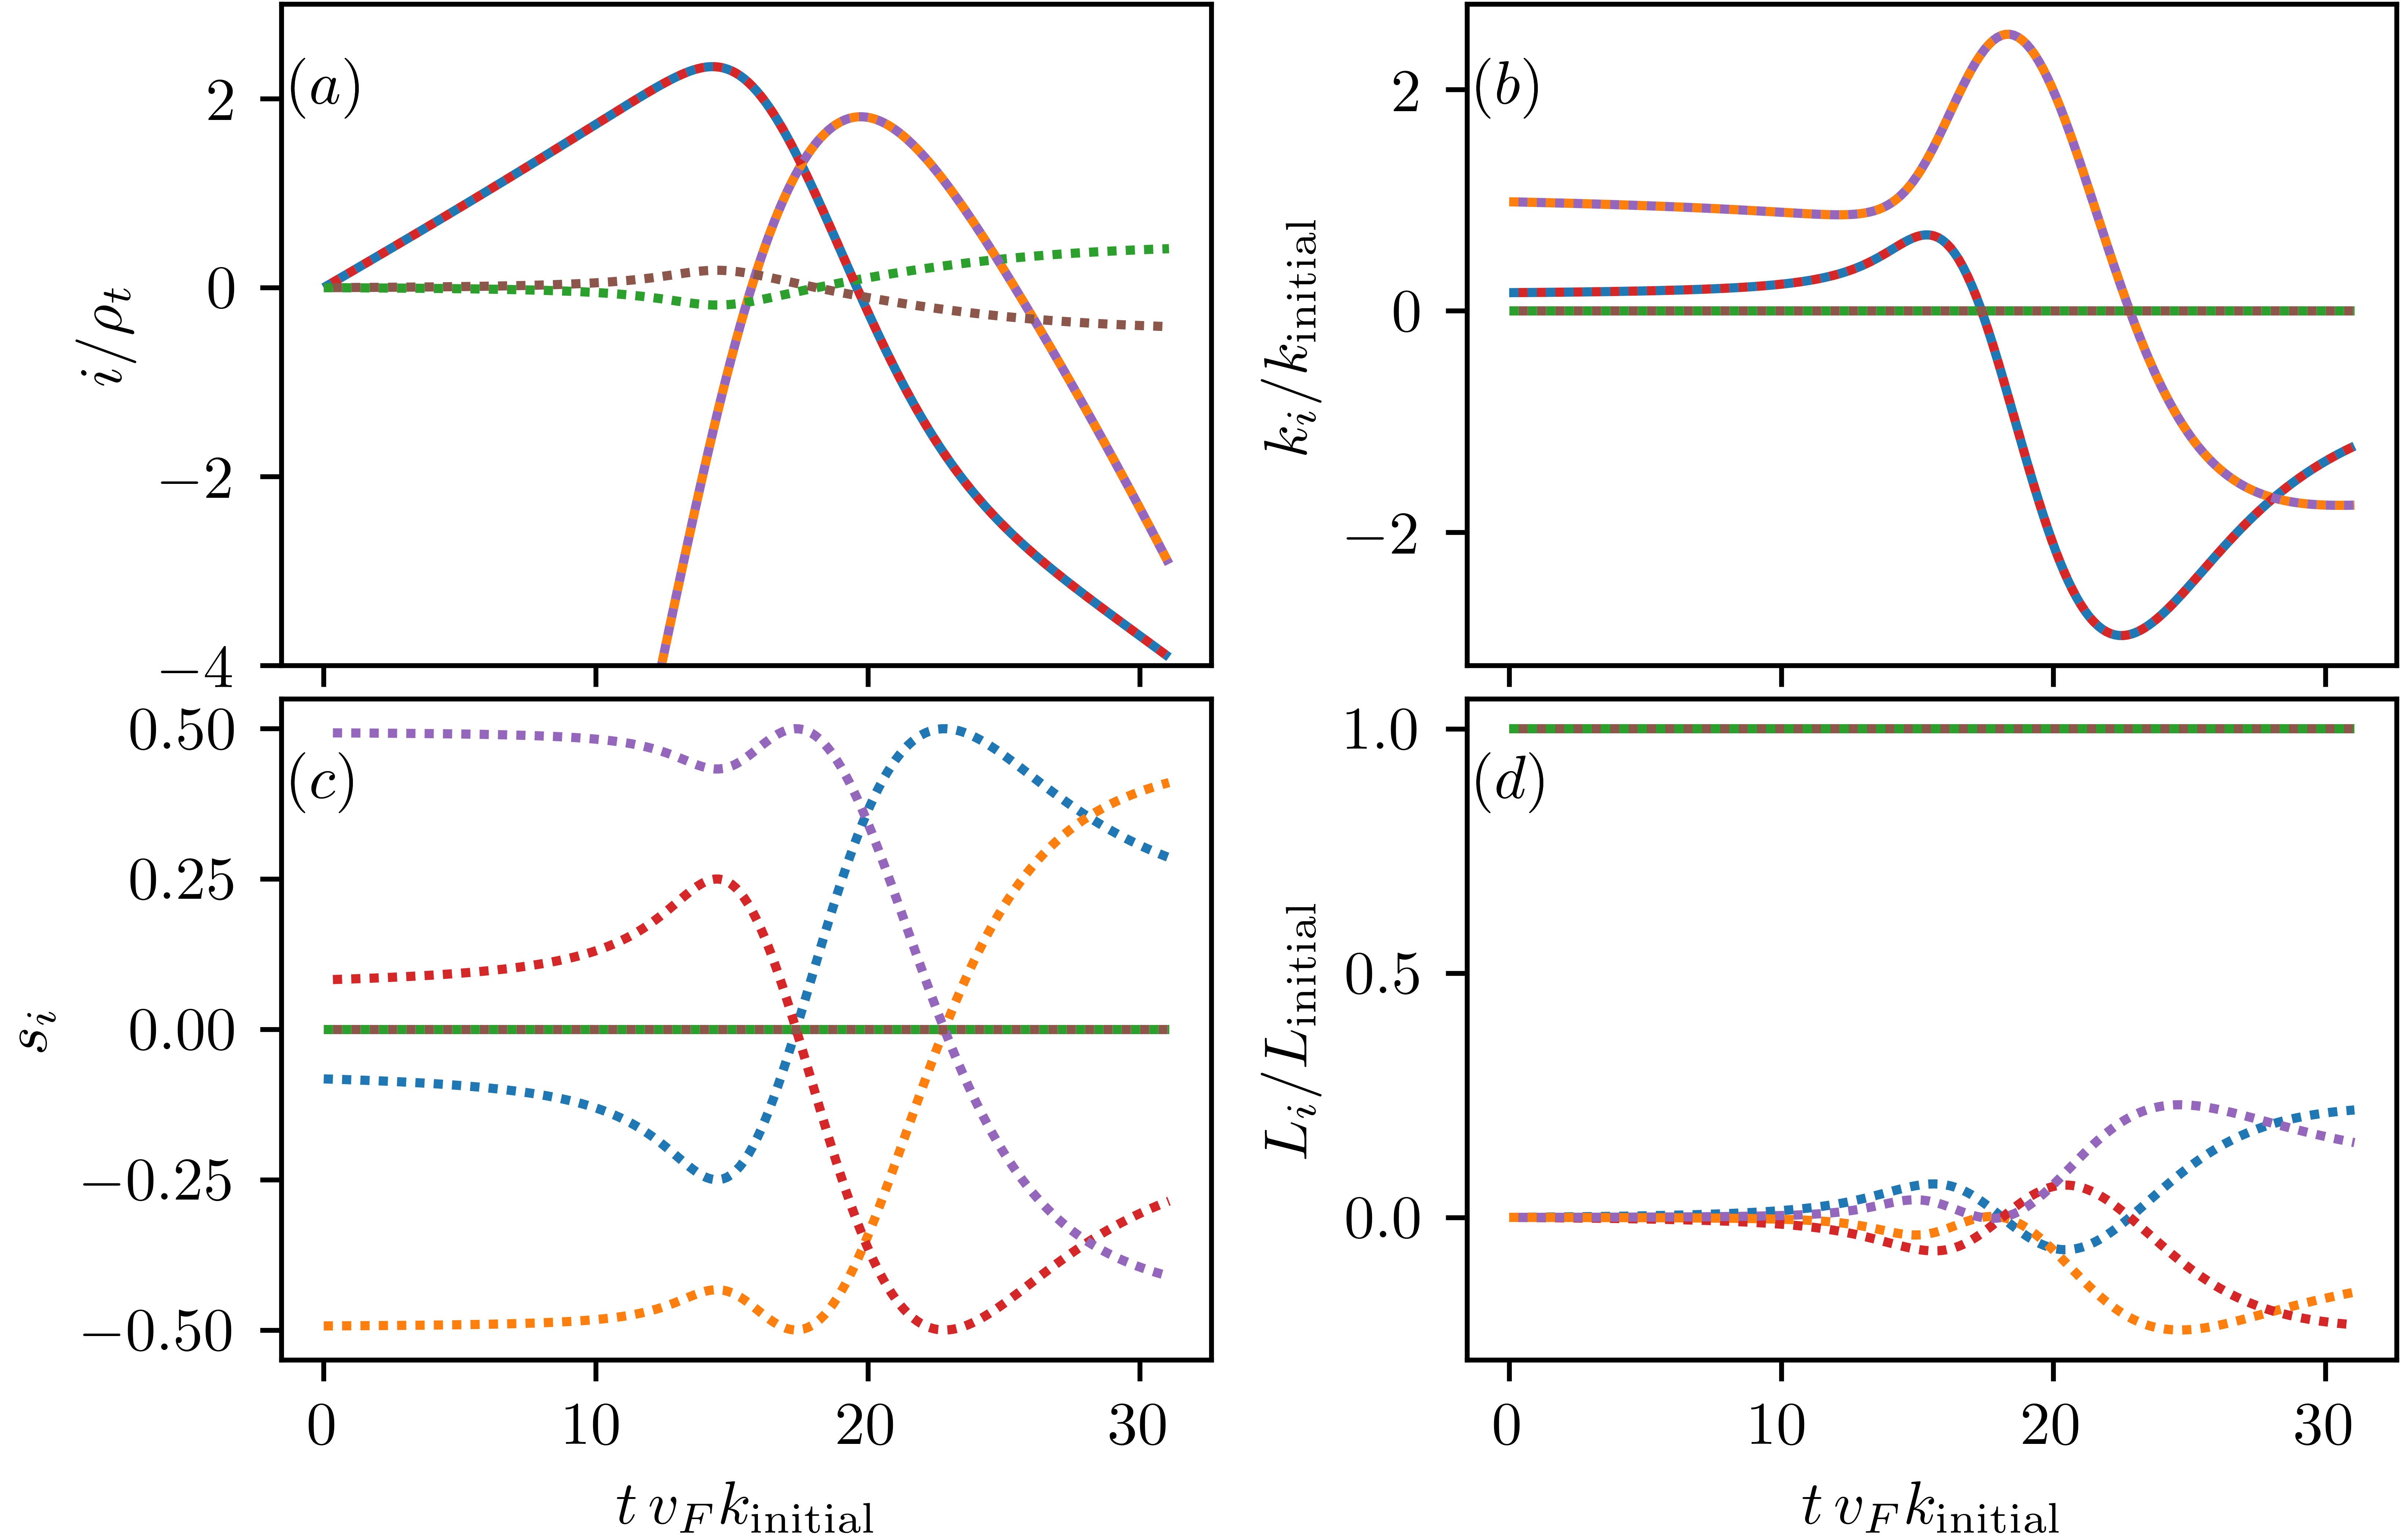 (a)
i/ρ_t
2
0
−2
−4
(b)
k_i/k_initial
2
0
−2
(c)
s_i
0.50
0.25
0.00
−0.25
−0.50
0 10 20 30
t v_F k_initial
(d)
L_i/L_initial
1.0
0.5
0.0
0 10 20 30
t v_F k_initial